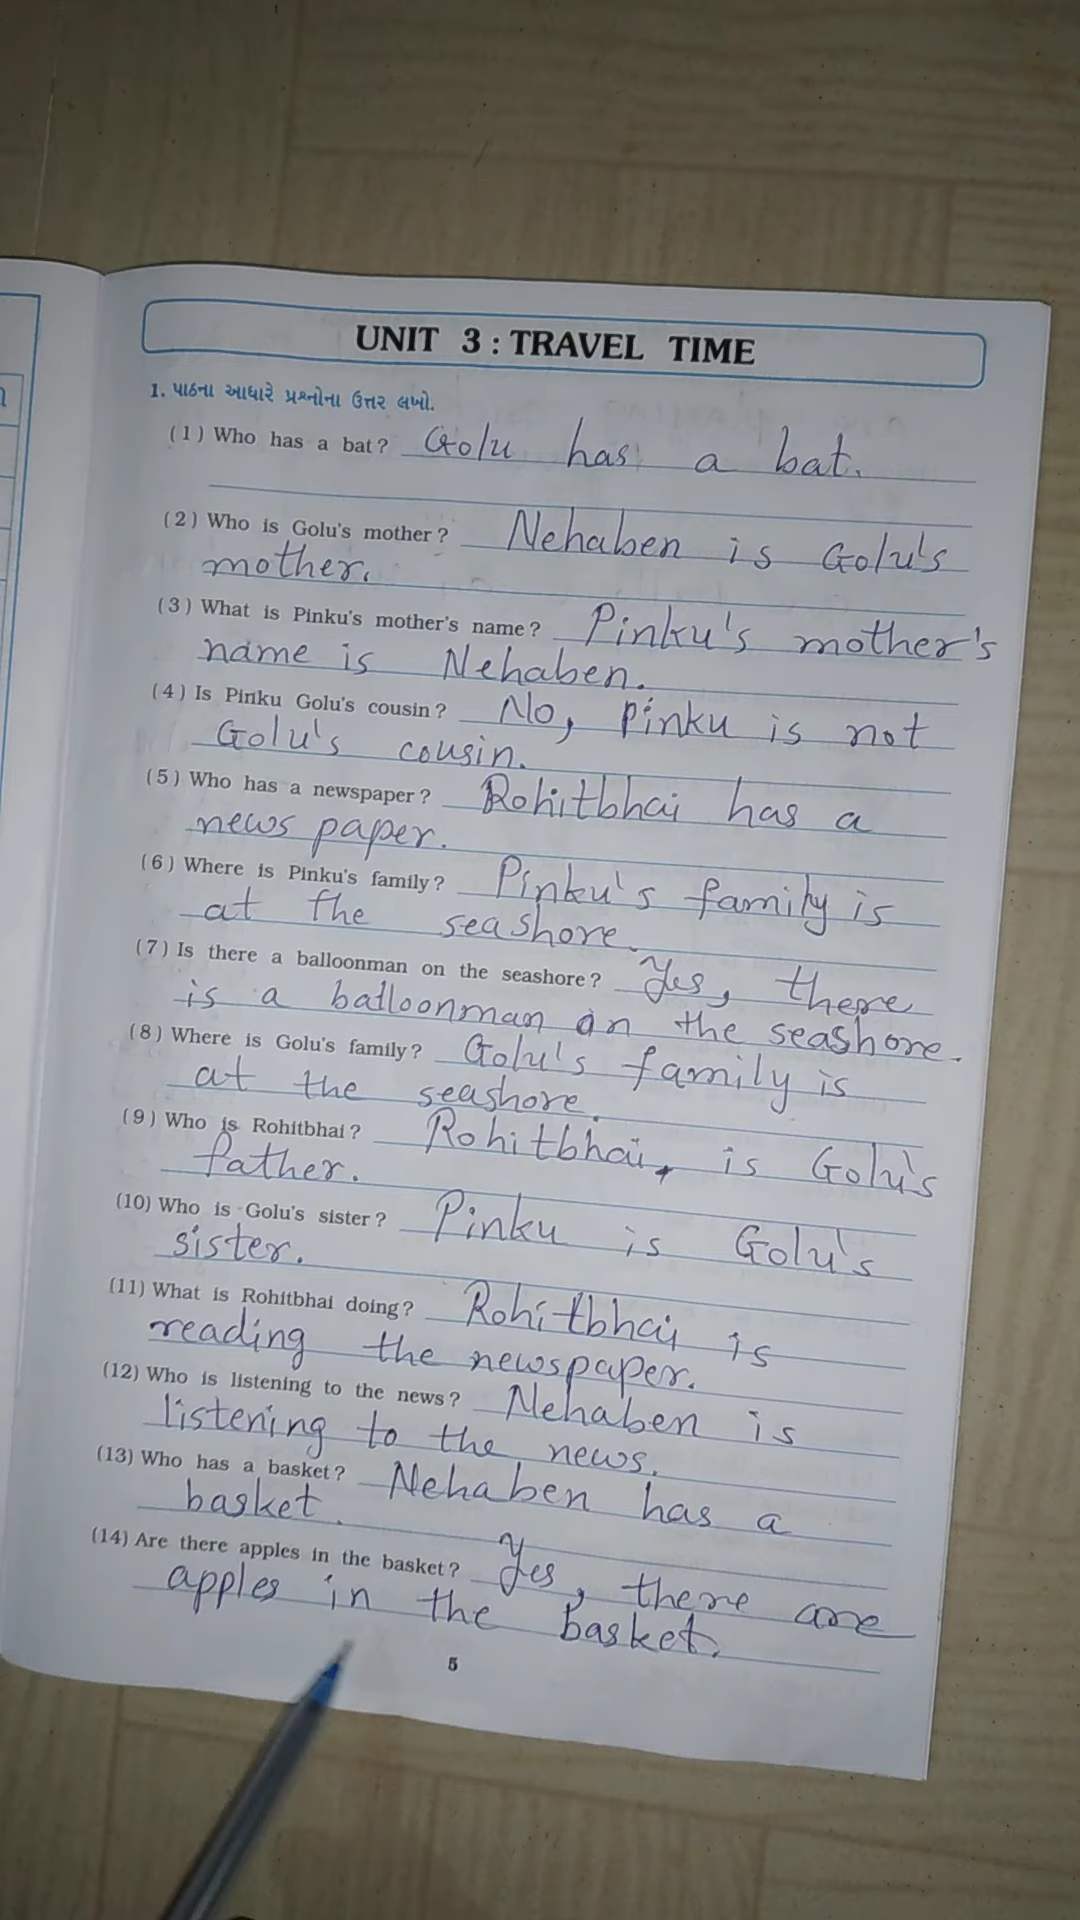 UNIT 3 : TRAVEL TIME
1. પાઠના આધારે પ્રશ્નોના ઉત્તર લખો.
(1) Who has a bat? Golu has a bat.
(2) Who is Golu's mother? Nehaben is Golu's
mother.
(3) What is Pinku's mother's name? Pinku's mother's
name is Nehaben.
(4) Is Pinku Golu's cousin? No, pinku is not
Golu's cousin.
(5) Who has a newspaper? Rohitbhai has a
news paper.
(6) Where is Pinku's family? Pinku's family is
at the seashore.
(7) Is there a balloonman on the seashore? Yes, there
is a balloonman on the seashore.
(8) Where is Golu's family? Golu's family is
at the seashore.
(9) Who is Rohitbhai? Rohitbhai, is Golu's
father.
(10) Who is Golu's sister? Pinku is Golu's
sister.
(11) What is Rohitbhai doing? Rohitbhai is
reading the newspaper.
(12) Who is listening to the news? Nehaben is
listening to the news.
(13) Who has a basket? Nehaben has a
basket.
(14) Are there apples in the basket? Yes, there are
apples in the basket.
5